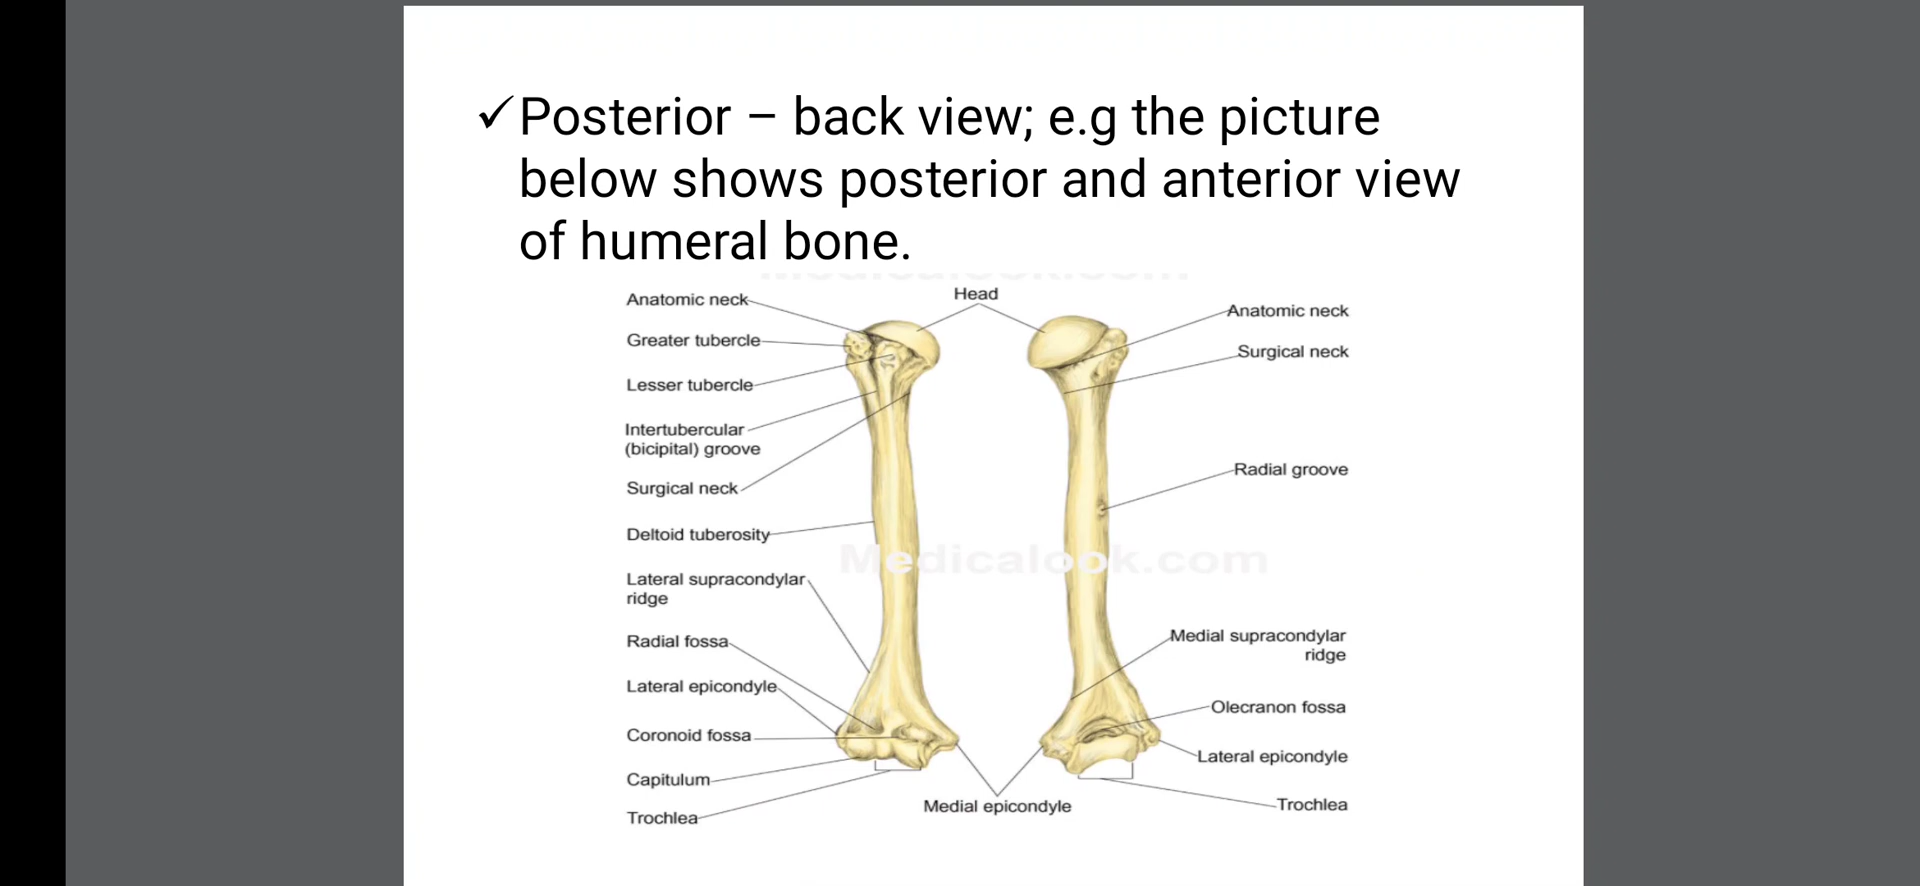 ✓Posterior – back view; e.g the picture
below shows posterior and anterior view
of humeral bone.
Head
Anatomic neck
Greater tubercle
Lesser tubercle
Intertubercular
(bicipital) groove
Surgical neck
Deltoid tuberosity
Lateral supracondylar
ridge
Radial fossa
Lateral epicondyle
Coronoid fossa
Capitulum
Trochlea
Medial epicondyle
Anatomic neck
Surgical neck
Radial groove
Medial supracondylar
ridge
Olecranon fossa
Lateral epicondyle
Trochlea
Medicalook.com